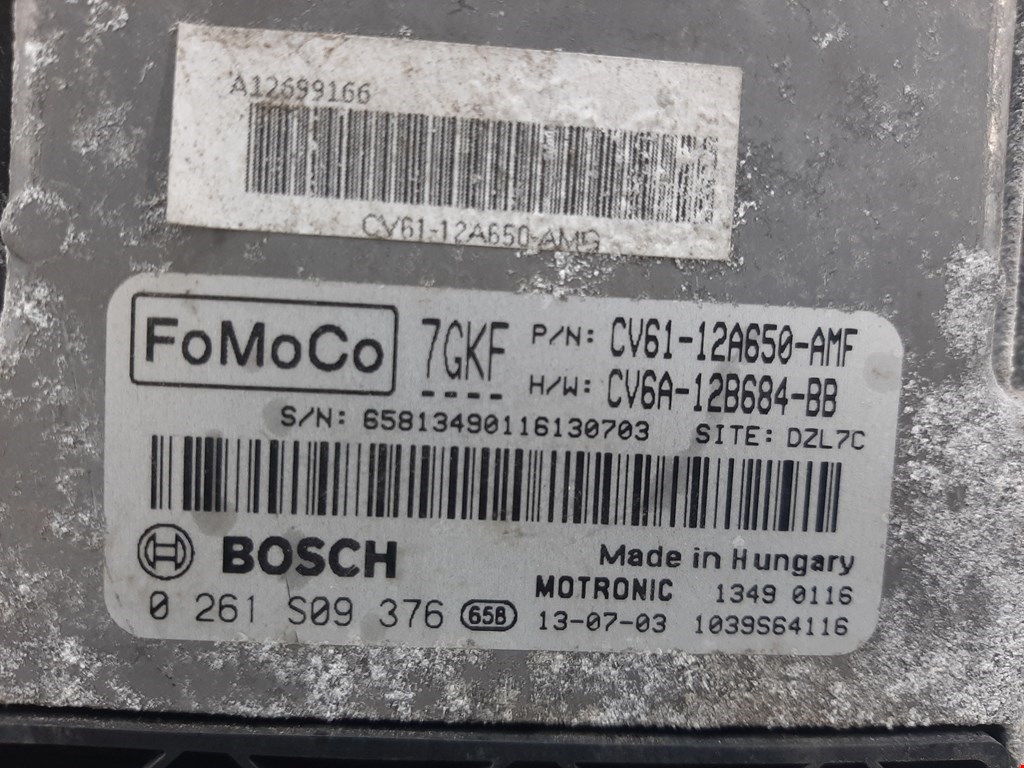 A12699166
CV61-12A650-AMG
FoMoCo 7GKF P/N: CV61-12A650-AMF
H/W: CV6A-12B684-BB
S/N: 65813490116130703 SITE: DZL7C
BOSCH Made in Hungary
MOTRONIC 1349 0116
0 261 S09 376 658 13-07-03 1039S64116